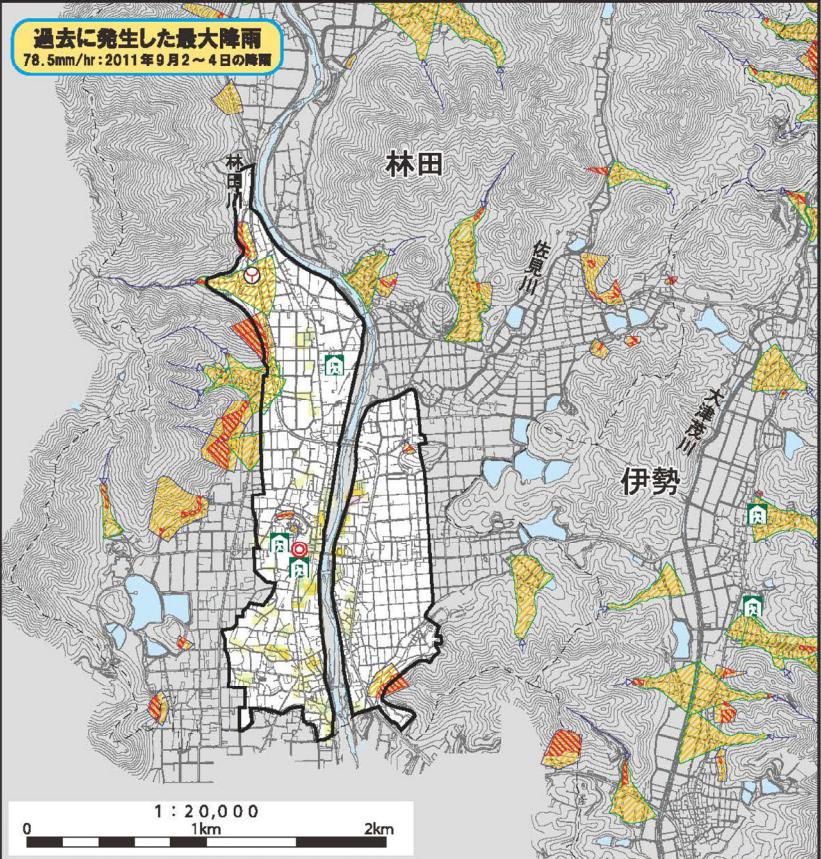 過去に発生した最大降雨
78.5mm/hr:2011年9月2～4日の降雨
林田
林田川
佐見川
大津茂川
伊勢
1:20,000
0 1km 2km